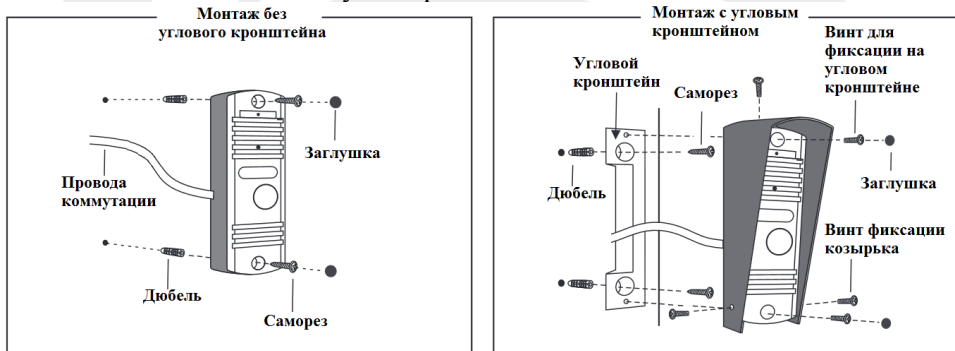 Монтаж без
углового кронштейна
Заглушка
Провода
коммутации
Дюбель
Саморез
Монтаж с угловым
кронштейном
Винт для
фиксации на
угловом
кронштейне
Угловой
кронштейн
Саморез
Дюбель
Заглушка
Винт фиксации
козырька